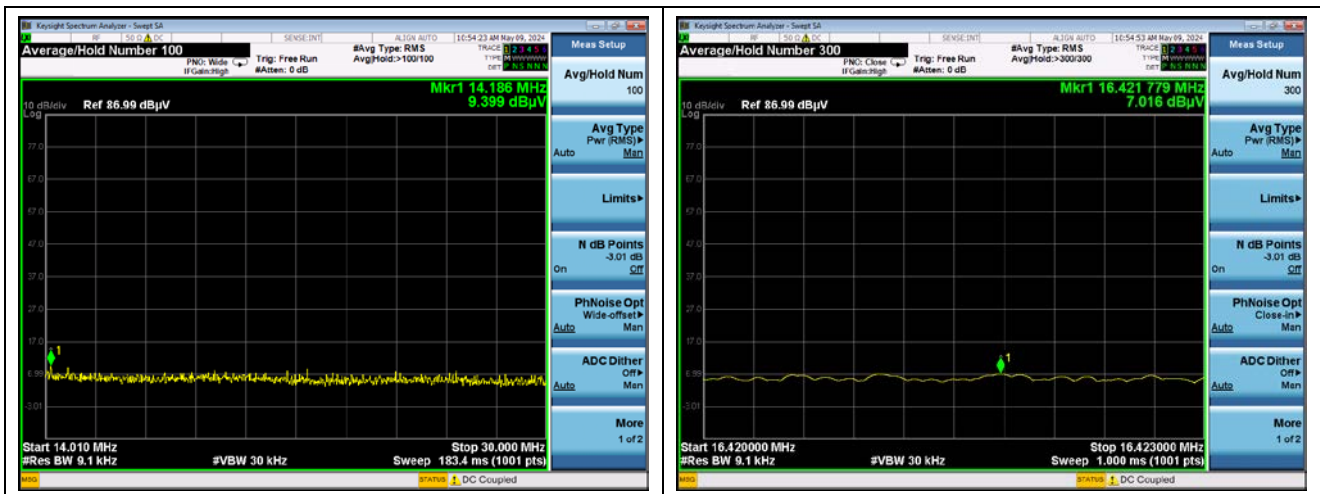 Keysight Spectrum Analyzer - Swept SA
RF 50 Ω DC SENSE:INT ALIGN AUTO 10:54:23 AM May 09, 2024
Average/Hold Number 100
#Avg Type: RMS
TRACE 1 2 3 4 5 6
PNO: Wide Trig: Free Run Avg|Hold:>100/100
TYPE M
IFGain:High #Atten: 0 dB
DET P N S N N N
Mkr1 14.186 MHz
10 dB/div Ref 86.99 dBµV 9.399 dBµV
Log
77.0
67.0
57.0
47.0
37.0
27.0
17.0
1
6.99
-3.01
Start 14.010 MHz Stop 30.000 MHz
#Res BW 9.1 kHz #VBW 30 kHz Sweep 183.4 ms (1001 pts)
MSG STATUS DC Coupled
Meas Setup
Avg/Hold Num
100
Avg Type
Pwr (RMS)
Auto Man
Limits
N dB Points
-3.01 dB
On Off
PhNoise Opt
Wide-offset
Auto Man
ADC Dither
Off
Auto Man
More
1 of 2
Keysight Spectrum Analyzer - Swept SA
RF 50 Ω DC SENSE:INT ALIGN AUTO 10:54:53 AM May 09, 2024
Average/Hold Number 300
#Avg Type: RMS
TRACE 1 2 3 4 5 6
PNO: Close Trig: Free Run Avg|Hold:>300/300
TYPE M
IFGain:High #Atten: 0 dB
DET P N S N N N
Mkr1 16.421 779 MHz
10 dB/div Ref 86.99 dBµV 7.016 dBµV
Log
77.0
67.0
57.0
47.0
37.0
27.0
17.0
1
6.99
-3.01
Start 16.420000 MHz Stop 16.423000 MHz
#Res BW 9.1 kHz #VBW 30 kHz Sweep 1.000 ms (1001 pts)
MSG STATUS DC Coupled
Meas Setup
Avg/Hold Num
300
Avg Type
Pwr (RMS)
Auto Man
Limits
N dB Points
-3.01 dB
On Off
PhNoise Opt
Close-in
Auto Man
ADC Dither
Off
Auto Man
More
1 of 2